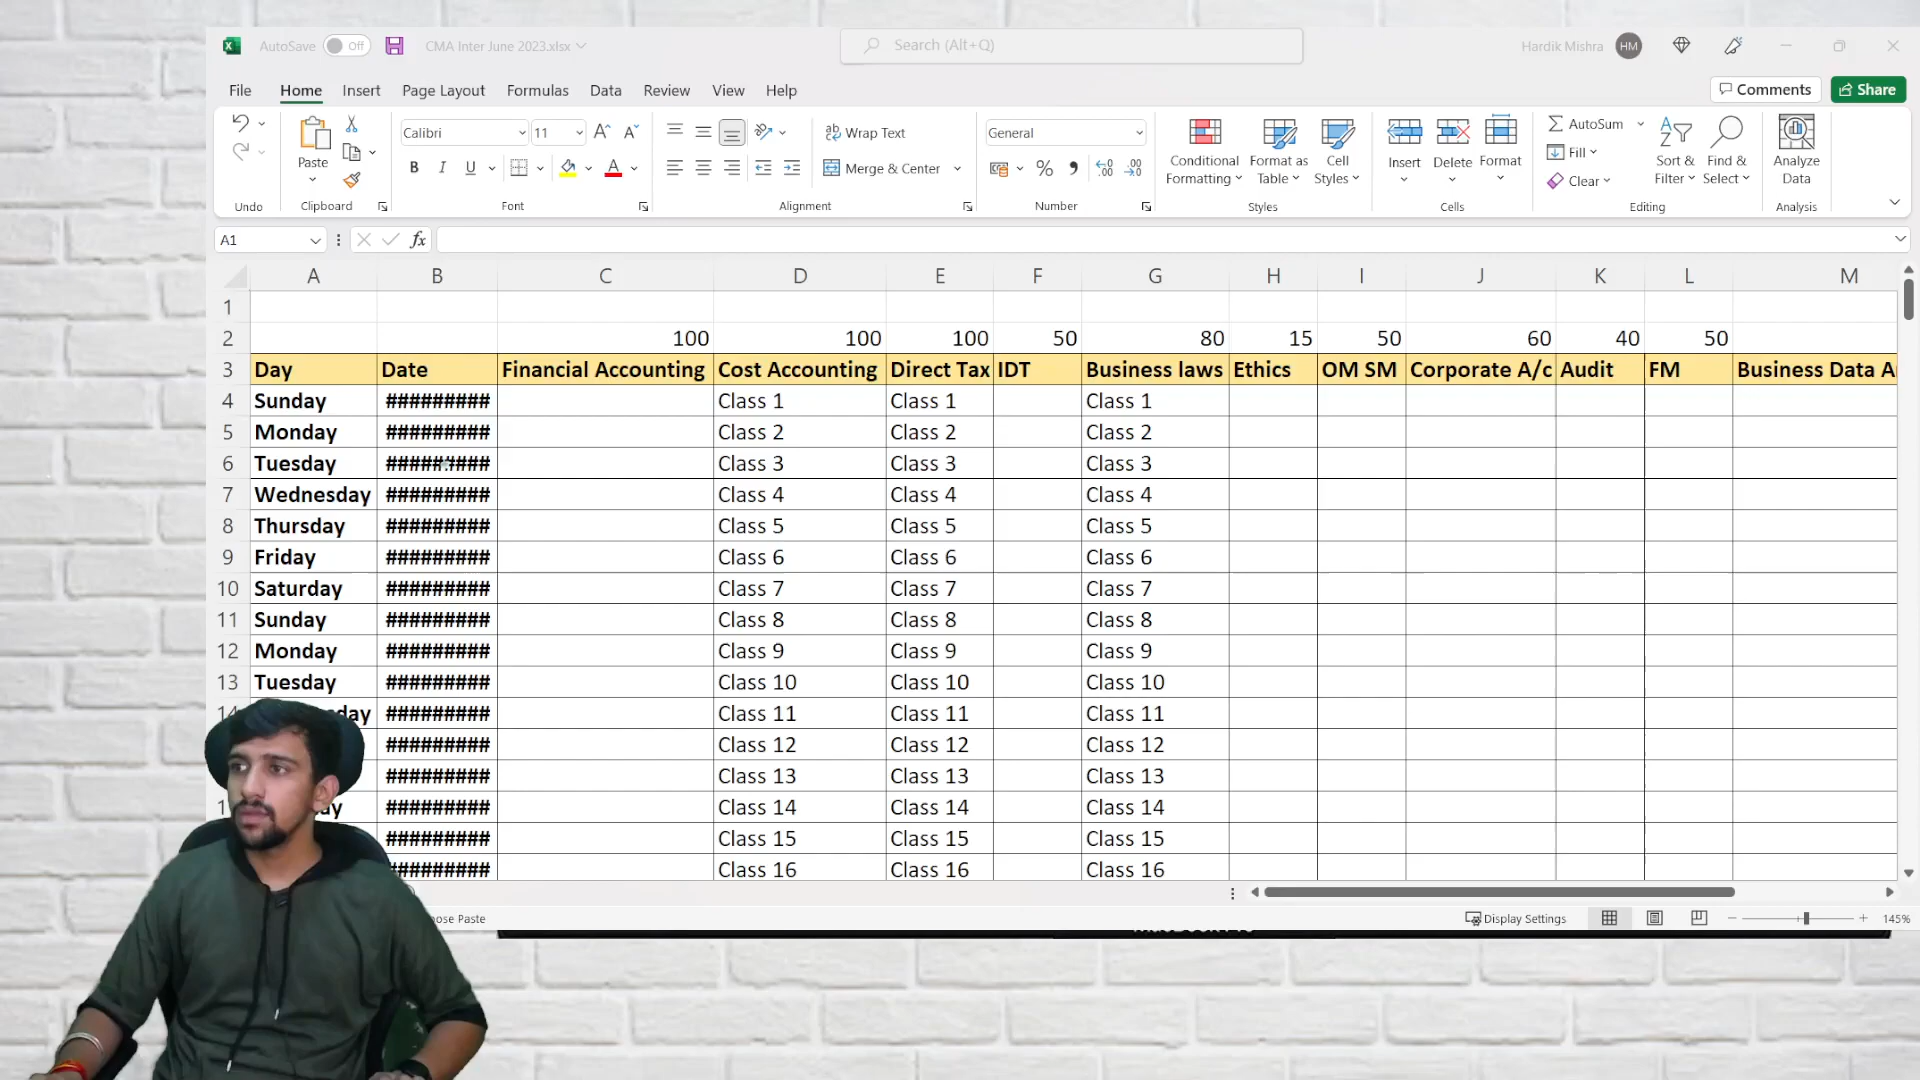 AutoSave Off CMA Inter June 2023.xlsx Search (Alt+Q) Hardik Mishra HM
File Home Insert Page Layout Formulas Data Review View Help Comments Share
Undo
Paste
Clipboard
Calibri 11
B I U A
Font
Wrap Text
Merge & Center
Alignment
General
Number
Conditional Formatting
Format as Table
Cell Styles
Styles
Insert Delete Format
Cells
AutoSum
Fill
Clear
Sort & Filter
Find & Select
Editing
Analyze Data
Analysis
A1 fx
A B C D E F G H I J K L M
1
2 100 100 100 50 80 15 50 60 40 50
3 Day Date Financial Accounting Cost Accounting Direct Tax IDT Business laws Ethics OM SM Corporate A/c Audit FM Business Data
4 Sunday ######### Class 1 Class 1 Class 1
5 Monday ######### Class 2 Class 2 Class 2
6 Tuesday ######### Class 3 Class 3 Class 3
7 Wednesday ######### Class 4 Class 4 Class 4
8 Thursday ######### Class 5 Class 5 Class 5
9 Friday ######### Class 6 Class 6 Class 6
10 Saturday ######### Class 7 Class 7 Class 7
11 Sunday ######### Class 8 Class 8 Class 8
12 Monday ######### Class 9 Class 9 Class 9
13 Tuesday ######### Class 10 Class 10 Class 10
######### Class 11 Class 11 Class 11
######### Class 12 Class 12 Class 12
######### Class 13 Class 13 Class 13
######### Class 14 Class 14 Class 14
######### Class 15 Class 15 Class 15
######### Class 16 Class 16 Class 16
Paste Display Settings 145%